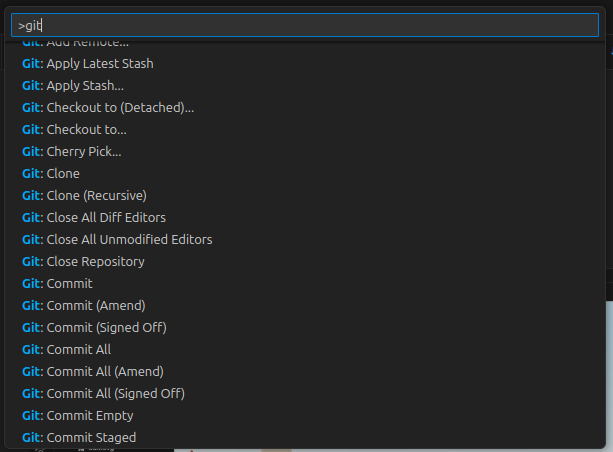 >git
Git: Add Remote...
Git: Apply Latest Stash
Git: Apply Stash...
Git: Checkout to (Detached)...
Git: Checkout to...
Git: Cherry Pick...
Git: Clone
Git: Clone (Recursive)
Git: Close All Diff Editors
Git: Close All Unmodified Editors
Git: Close Repository
Git: Commit
Git: Commit (Amend)
Git: Commit (Signed Off)
Git: Commit All
Git: Commit All (Amend)
Git: Commit All (Signed Off)
Git: Commit Empty
Git: Commit Staged